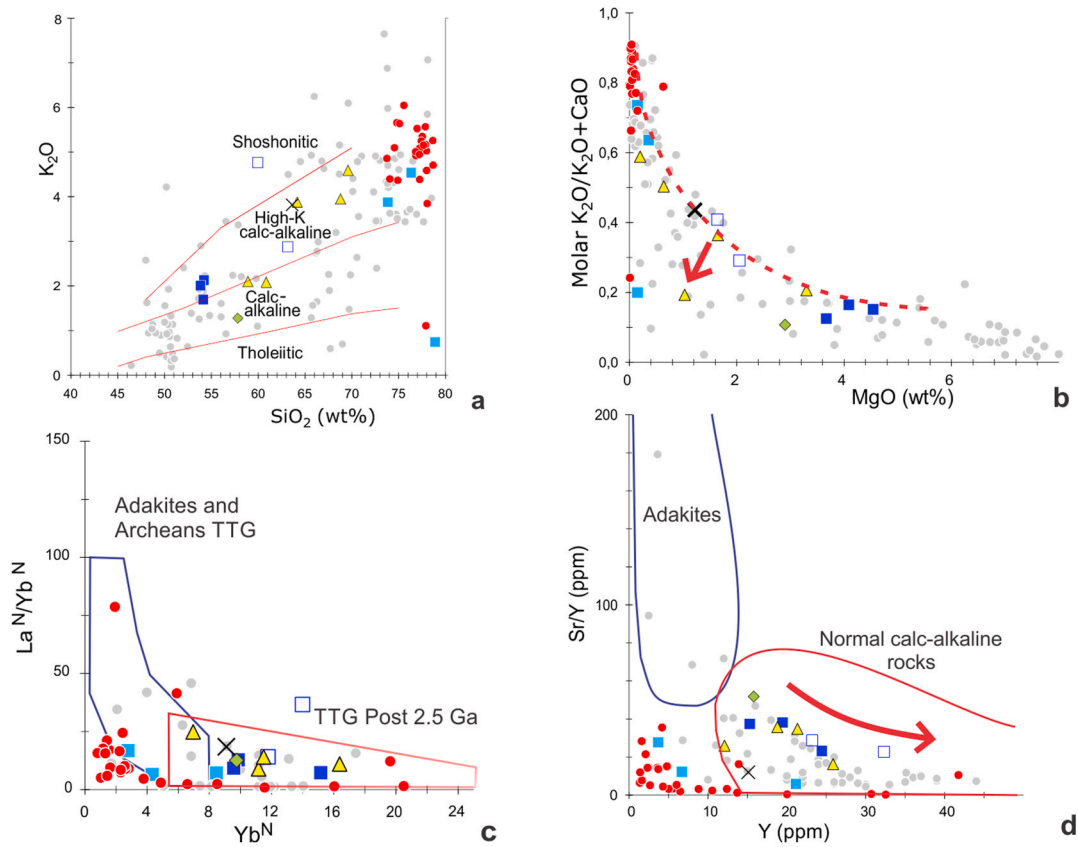 8
6
4
2
0
K2O
Shoshonitic
High-K
calc-alkaline
Calc-
alkaline
Tholeiitic
40 45 50 55 60 65 70 75 80
SiO2 (wt%)
a
1,0
0,8
0,6
0,4
0,2
0,0
Molar K2O/K2O+CaO
0 2 4 6
MgO (wt%)
b
150
100
50
0
La N/Yb N
Adakites and
Archeans TTG
TTG Post 2.5 Ga
0 4 8 12 16 20 24
Yb N
c
200
200
100
0
Sr/Y (ppm)
Adakites
Normal calc-alkaline
rocks
0 10 20 30 40
Y (ppm)
d